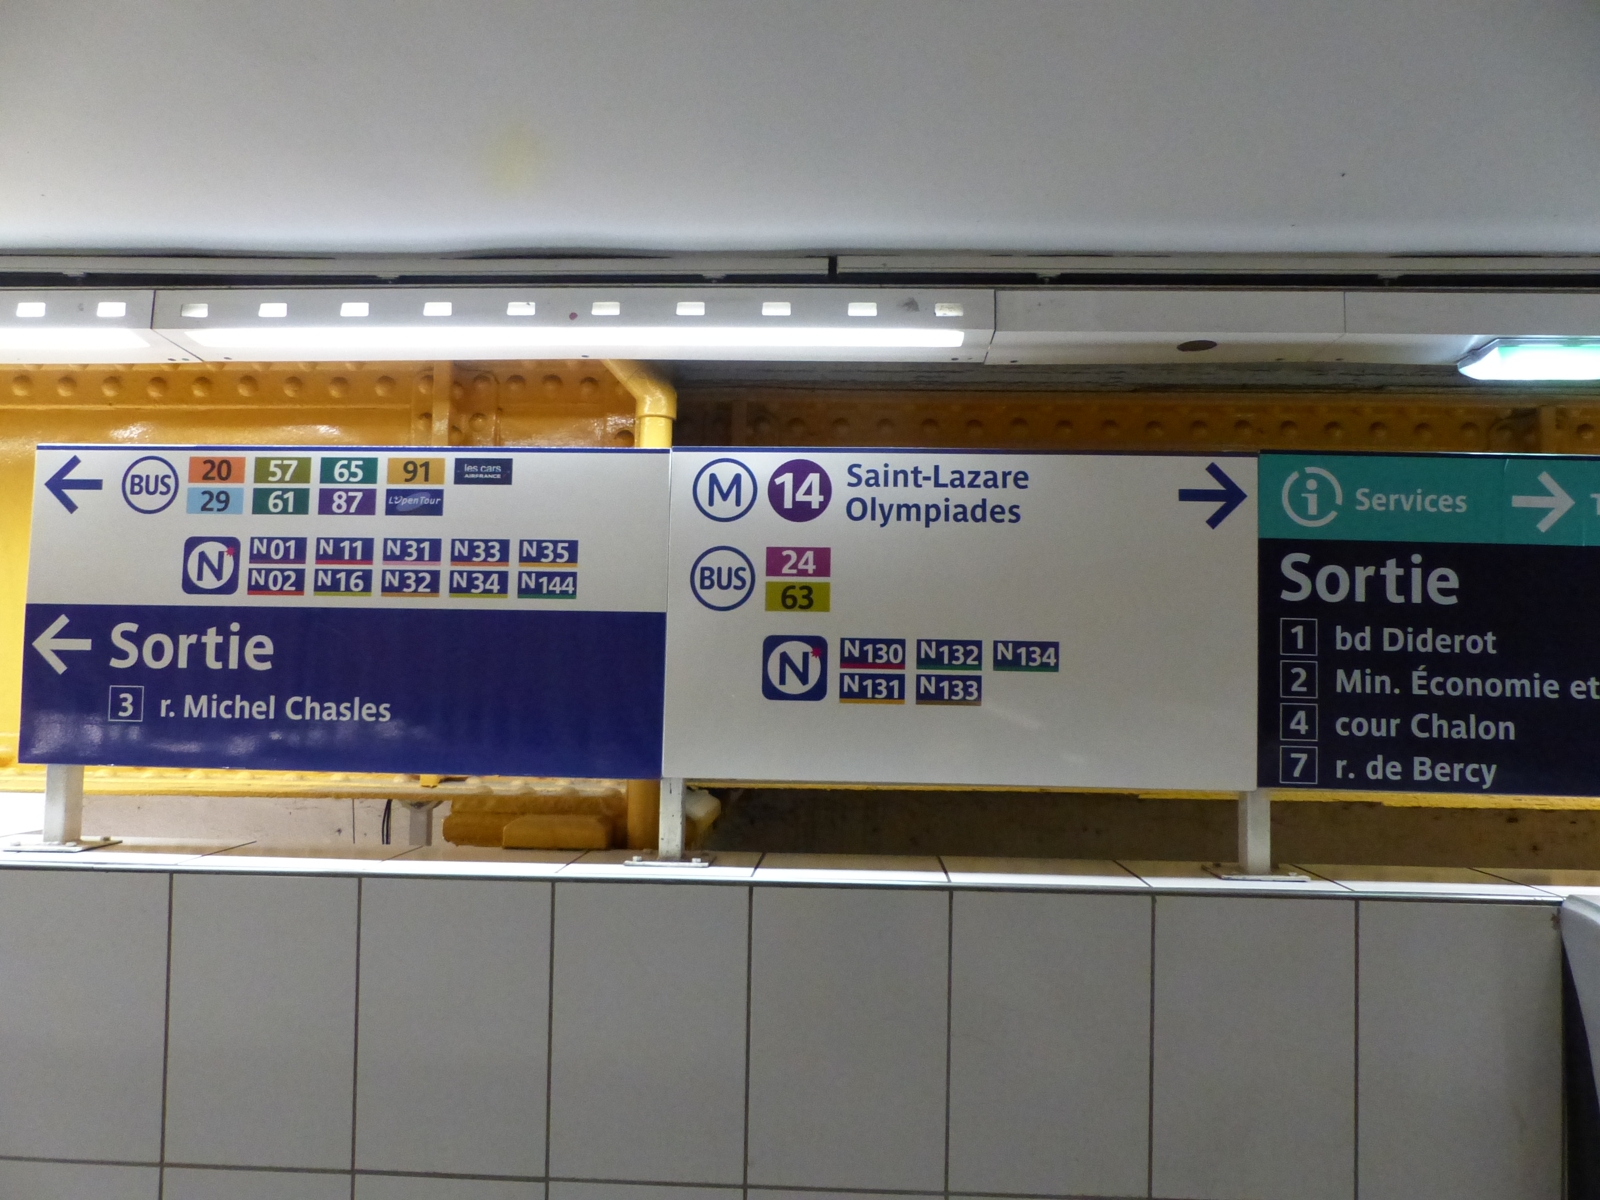 BUS 20 57 65 91 les cars AIRFRANCE
29 61 87 L'OpenTour
N N01 N11 N31 N33 N35
N02 N16 N32 N34 N144
Sortie
3 r. Michel Chasles
M 14 Saint-Lazare
Olympiades
BUS 24
63
N N130 N132 N134
N131 N133
i Services
Sortie
1 bd Diderot
2 Min. Économie et
4 cour Chalon
7 r. de Bercy